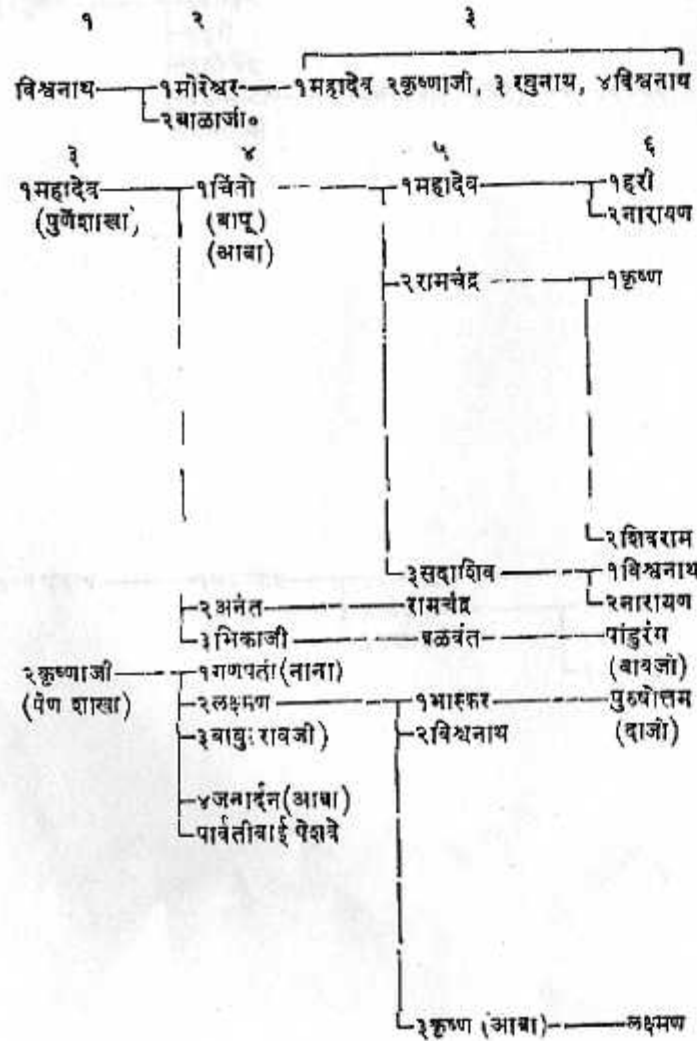 १ २ ३
विश्वनाथ १मोरेश्वर १महादेव २कृष्णाजी, ३ रघुनाथ, ४विश्वनाथ
२बाळाजी॰
३ ४ ५ ६
१महादेव १चिंतो १महादेव १हरी
(पुणेंशाखा) (बापू) २नारायण
(आबा)
२रामचंद्र १कृष्ण
२शिवराम
३सदाशिव १विश्वनाथ
२अनंत रामचंद्र २नारायण
३भिकाजी बळवंत पांडुरंग
२कृष्णाजी १गणपती(नाना) (बायजी)
(पेण शाखा) २लक्ष्मण १भास्कर पुरुषोत्तम
३बाबुःरावजी) २विश्वनाथ (दाजी)
४जनार्दन(आबा)
पार्वतीबाई पेशवे
३कृष्ण (आबा) लक्ष्मण